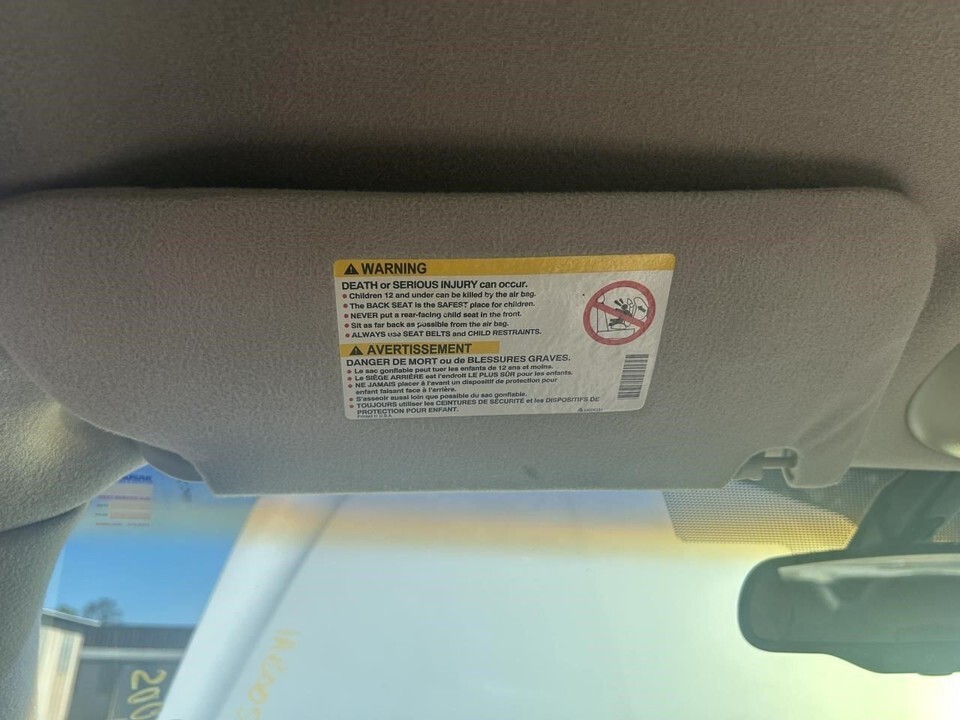 WARNING
DEATH or SERIOUS INJURY can occur.
• Children 12 and under can be killed by the air bag.
• The BACK SEAT is the SAFEST place for children.
• NEVER put a rear-facing child seat in the front.
• Sit as far back as possible from the air bag.
• ALWAYS use SEAT BELTS and CHILD RESTRAINTS.
AVERTISSEMENT
DANGER DE MORT ou de BLESSURES GRAVES.
• Le sac gonflable peut tuer les enfants de 12 ans et moins.
• Le SIÈGE ARRIÈRE est l'endroit LE PLUS SÛR pour les enfants.
• NE JAMAIS placer à l'avant un dispositif de protection pour
enfant faisant face à l'arrière.
• S'asseoir aussi loin que possible du sac gonflable.
• TOUJOURS utiliser les CEINTURES DE SÉCURITÉ et les DISPOSITIFS DE
PROTECTION POUR ENFANT.
Printed in U.S.A.
200